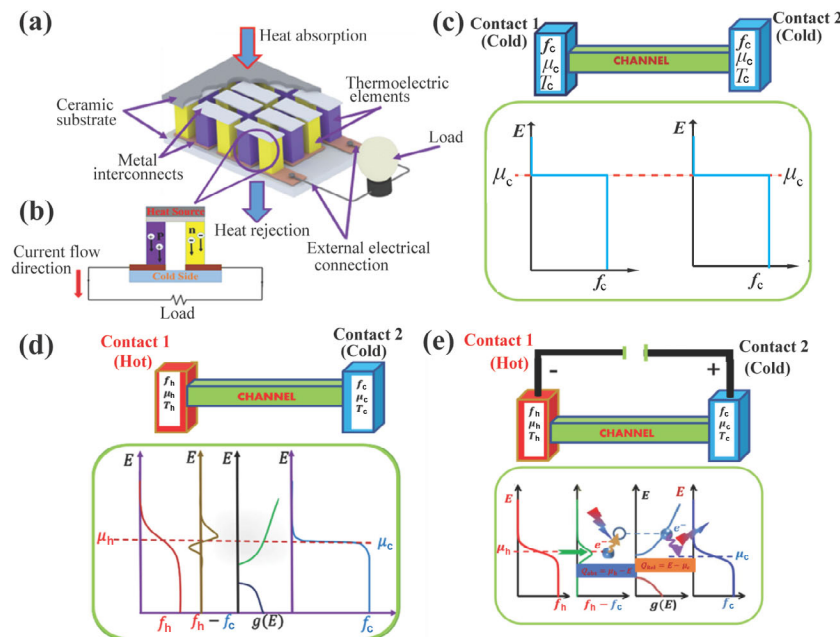 (a)
Heat absorption
Ceramic
substrate
Thermoelectric
elements
Load
Metal
interconnects
Heat rejection
External electrical
connection
(b)
Heat Source
P
n
Cold Side
Current flow
direction
Load
(c)
Contact 1
(Cold)
Contact 2
(Cold)
f_c
μ_c
T_c
CHANNEL
f_c
μ_c
T_c
E
E
μ_c
μ_c
f_c
f_c
(d)
Contact 1
(Hot)
Contact 2
(Cold)
f_h
μ_h
T_h
CHANNEL
f_c
μ_c
T_c
E
E
E
E
μ_h
μ_c
f_h
f_h − f_c
g(E)
f_c
(e)
Contact 1
(Hot)
Contact 2
(Cold)
-
+
f_h
μ_h
T_h
CHANNEL
f_c
μ_c
T_c
E
E
E
E
μ_h
e
e⁻
μ_c
= μ_h − E
= E − μ_c
f_h
f_h − f_c
g(E)
f_c